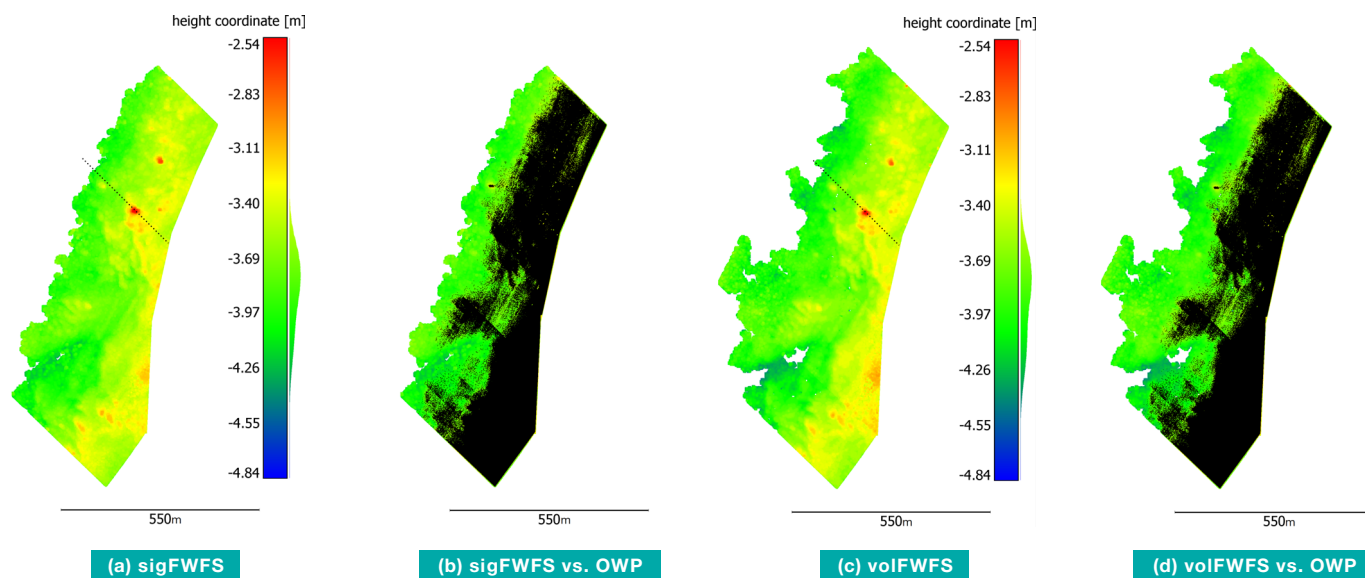 height coordinate [m]
-2.54
-2.83
-3.11
-3.40
-3.69
-3.97
-4.26
-4.55
-4.84
550m
(a) sigFWFS
550m
(b) sigFWFS vs. OWP
height coordinate [m]
-2.54
-2.83
-3.11
-3.40
-3.69
-3.97
-4.26
-4.55
-4.84
550m
(c) volFWFS
550m
(d) volFWFS vs. OWP